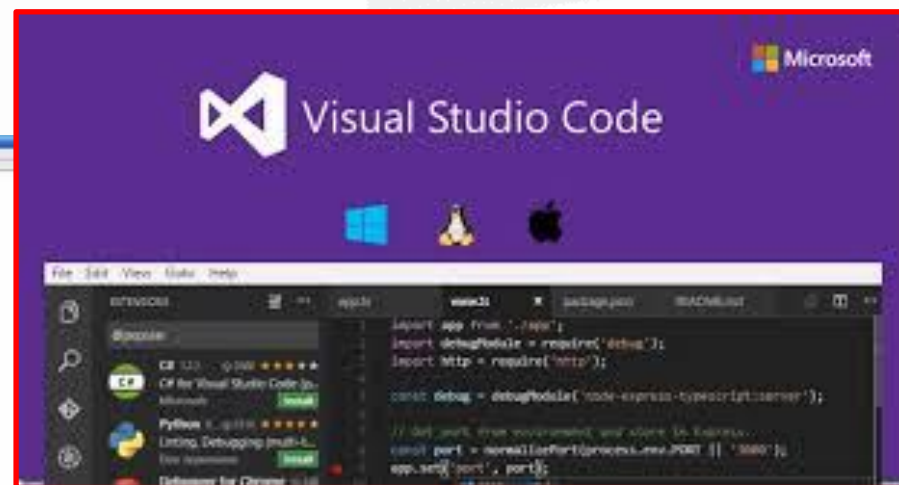 Microsoft
Visual Studio Code
File Edit View Goto Help
EXTENSIONS
app.ts
www.ts
package.json
README.md
@popular
C#
C# for Visual Studio Code (p...
Microsoft
Install
Python
Linting, Debugging (multi-t...
Install
Debugger for Chrome
import app from './app';
import debugModule = require('debug');
import http = require('http');
const debug = debugModule('node-express-typescript:server');
// Get port from environment and store in Express.
const port = normalizePort(process.env.PORT || '3000');
app.set('port', port);